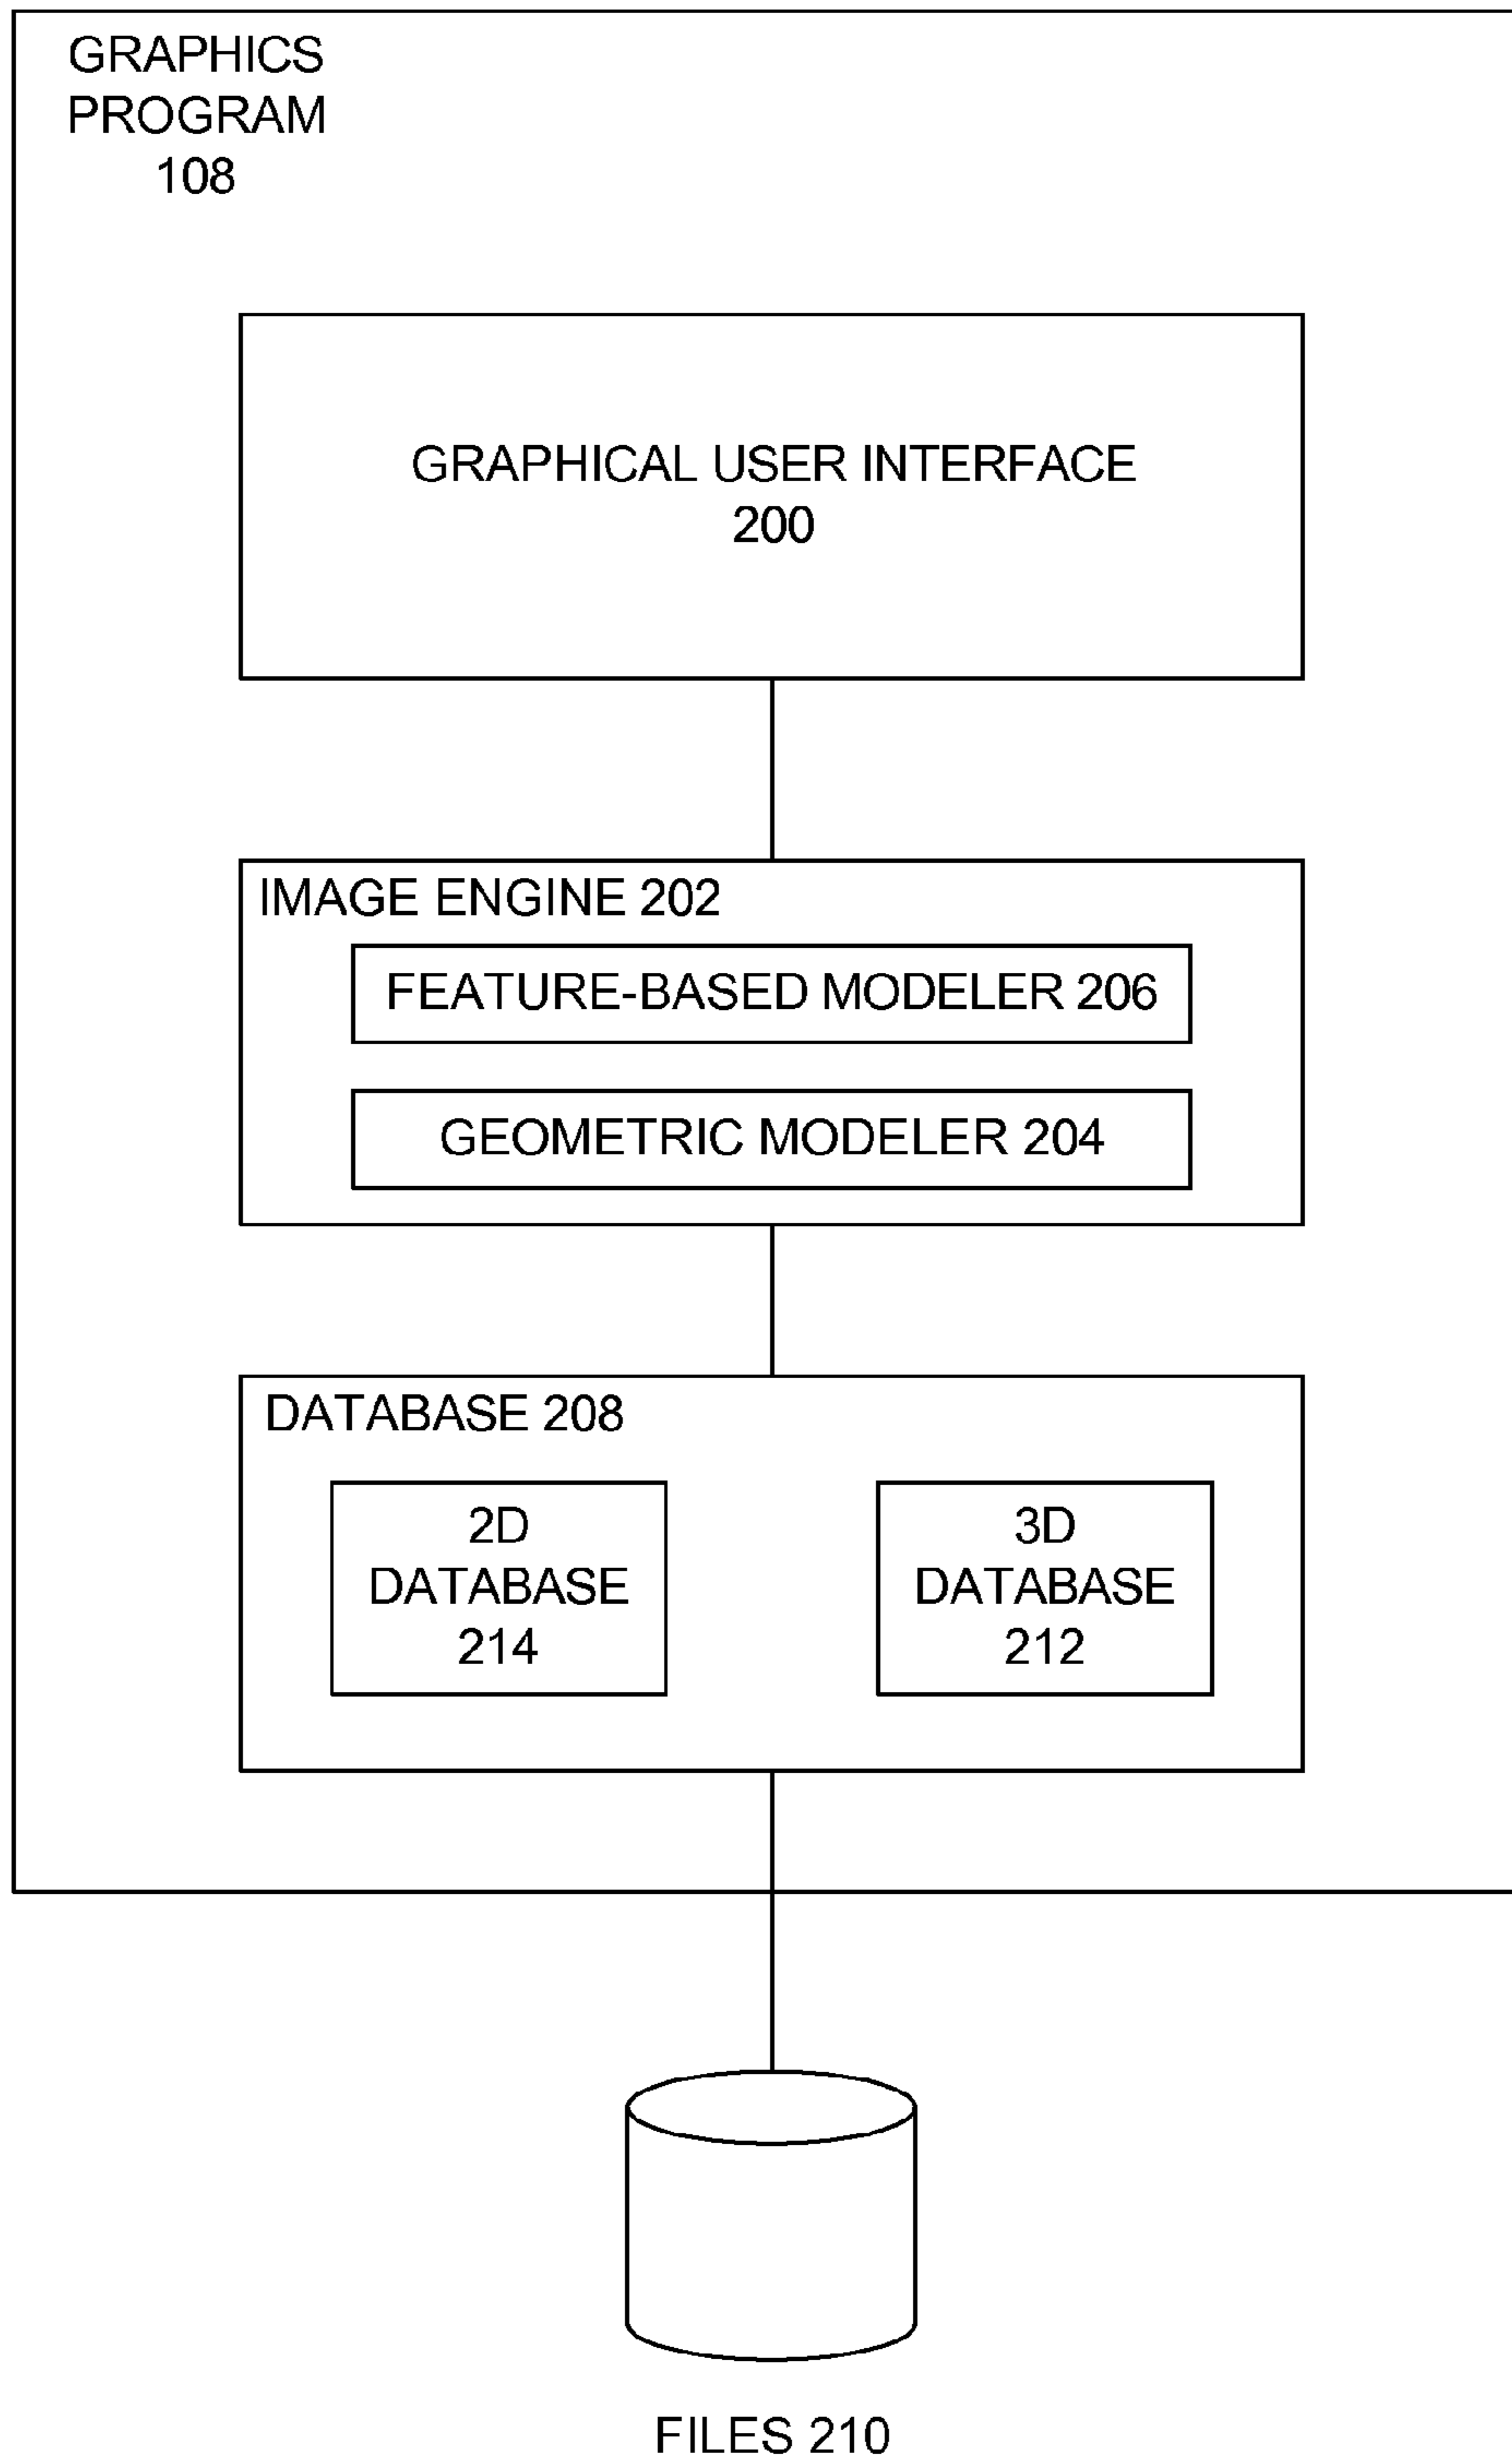 GRAPHICS
PROGRAM
108
GRAPHICAL USER INTERFACE
200
IMAGE ENGINE 202
FEATURE-BASED MODELER 206
GEOMETRIC MODELER 204
DATABASE 208
2D
DATABASE
214
3D
DATABASE
212
FILES 210